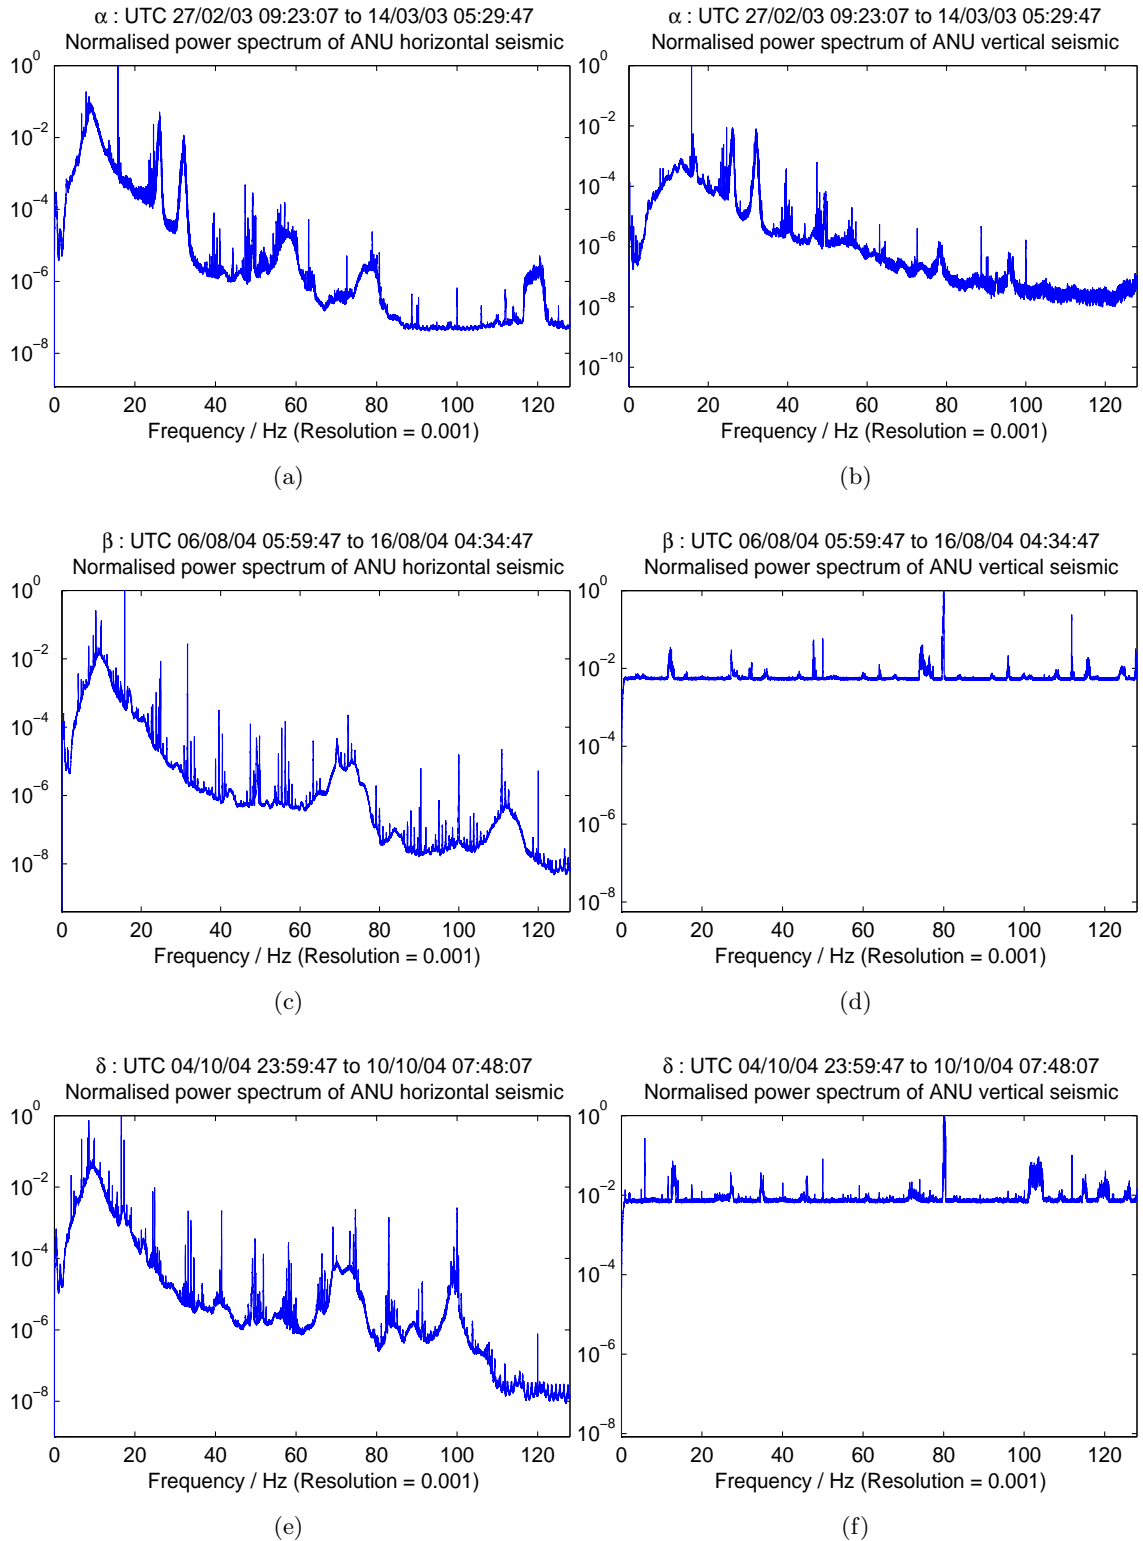 α : UTC 27/02/03 09:23:07 to 14/03/03 05:29:47
Normalised power spectrum of ANU horizontal seismic
10^0
10^−2
10^−4
10^−6
10^−8
0 20 40 60 80 100 120
Frequency / Hz (Resolution = 0.001)
(a)
α : UTC 27/02/03 09:23:07 to 14/03/03 05:29:47
Normalised power spectrum of ANU vertical seismic
10^0
10^−2
10^−4
10^−6
10^−8
10^−10
0 20 40 60 80 100 120
Frequency / Hz (Resolution = 0.001)
(b)
β : UTC 06/08/04 05:59:47 to 16/08/04 04:34:47
Normalised power spectrum of ANU horizontal seismic
10^0
10^−2
10^−4
10^−6
10^−8
0 20 40 60 80 100 120
Frequency / Hz (Resolution = 0.001)
(c)
β : UTC 06/08/04 05:59:47 to 16/08/04 04:34:47
Normalised power spectrum of ANU vertical seismic
10^0
10^−2
10^−4
10^−6
10^−8
0 20 40 60 80 100 120
Frequency / Hz (Resolution = 0.001)
(d)
δ : UTC 04/10/04 23:59:47 to 10/10/04 07:48:07
Normalised power spectrum of ANU horizontal seismic
10^0
10^−2
10^−4
10^−6
10^−8
0 20 40 60 80 100 120
Frequency / Hz (Resolution = 0.001)
(e)
δ : UTC 04/10/04 23:59:47 to 10/10/04 07:48:07
Normalised power spectrum of ANU vertical seismic
10^0
10^−2
10^−4
10^−6
10^−8
0 20 40 60 80 100 120
Frequency / Hz (Resolution = 0.001)
(f)